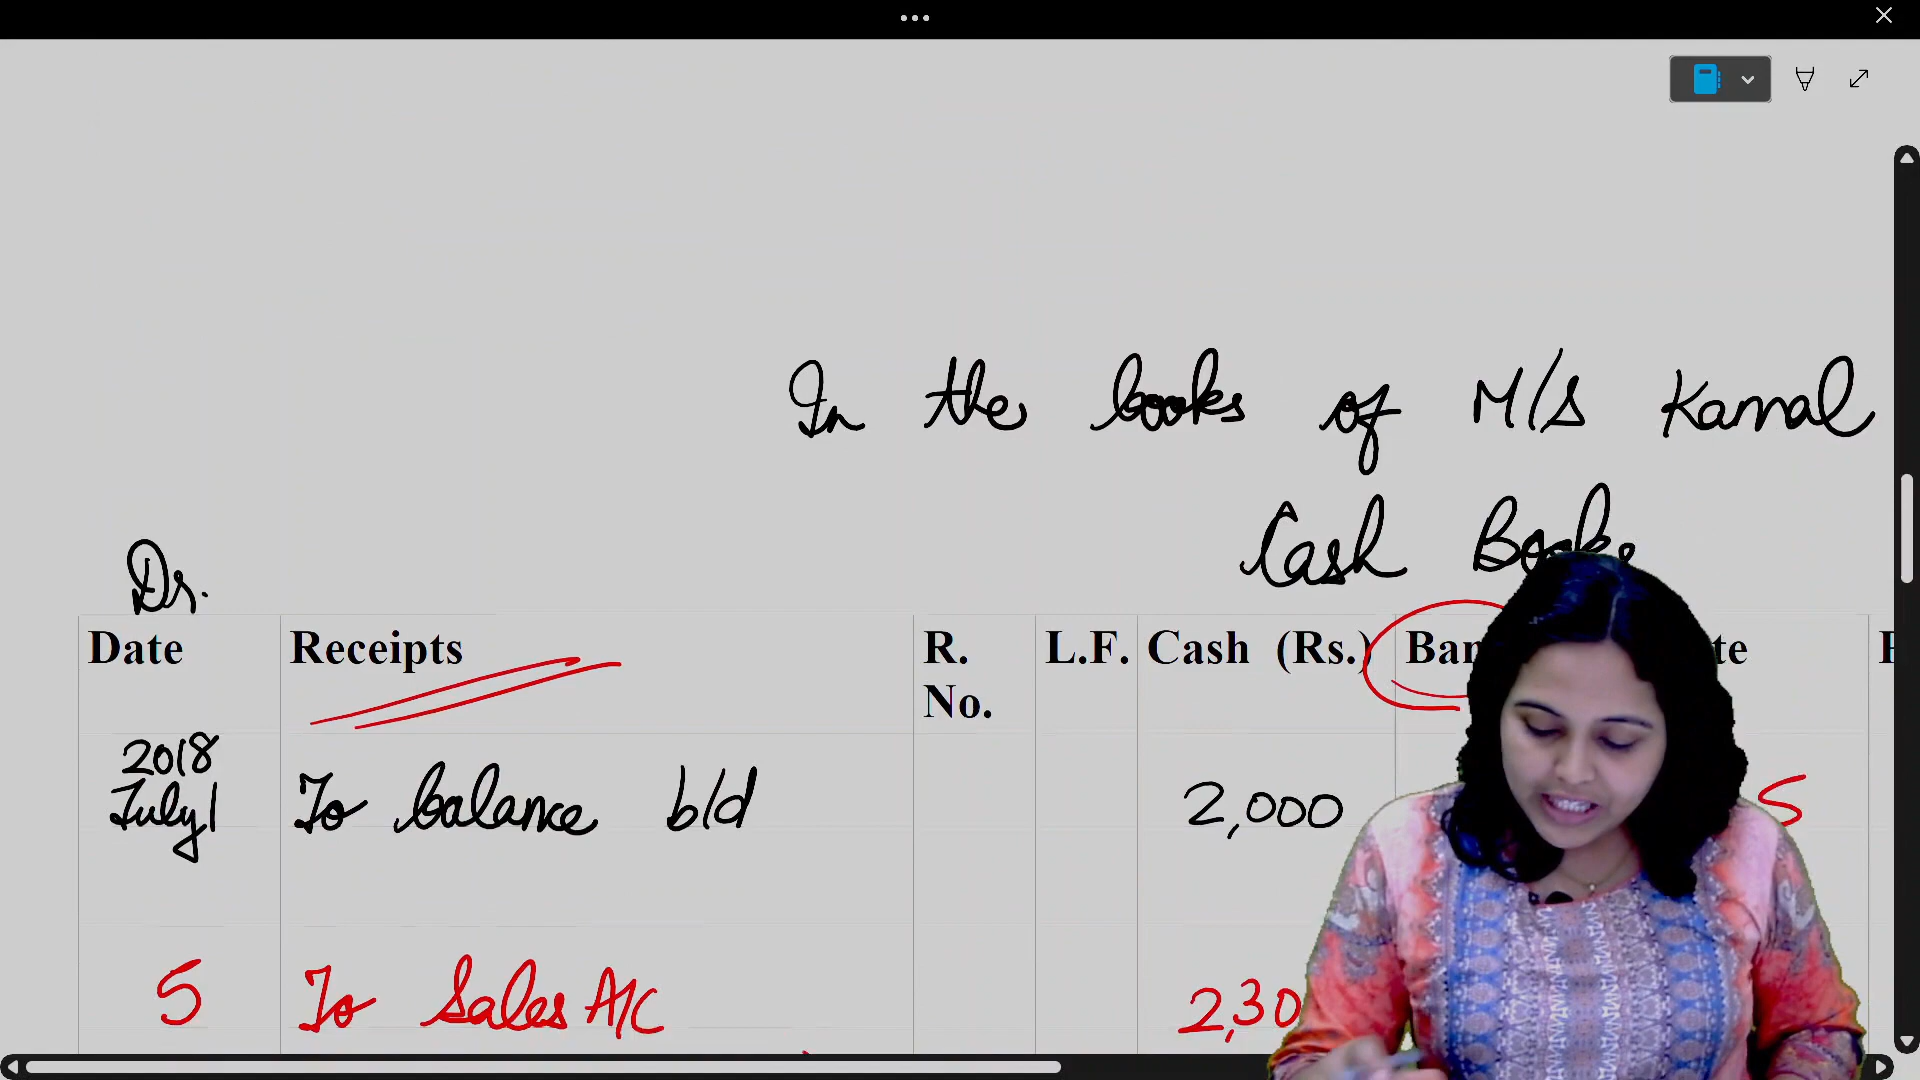 In the books of M/S Kamal
Cash Book
Dr.
Date Receipts R. No. L.F. Cash (Rs.)
2018
July 1 To balance b/d 2,000 5
5 To Sales A/C